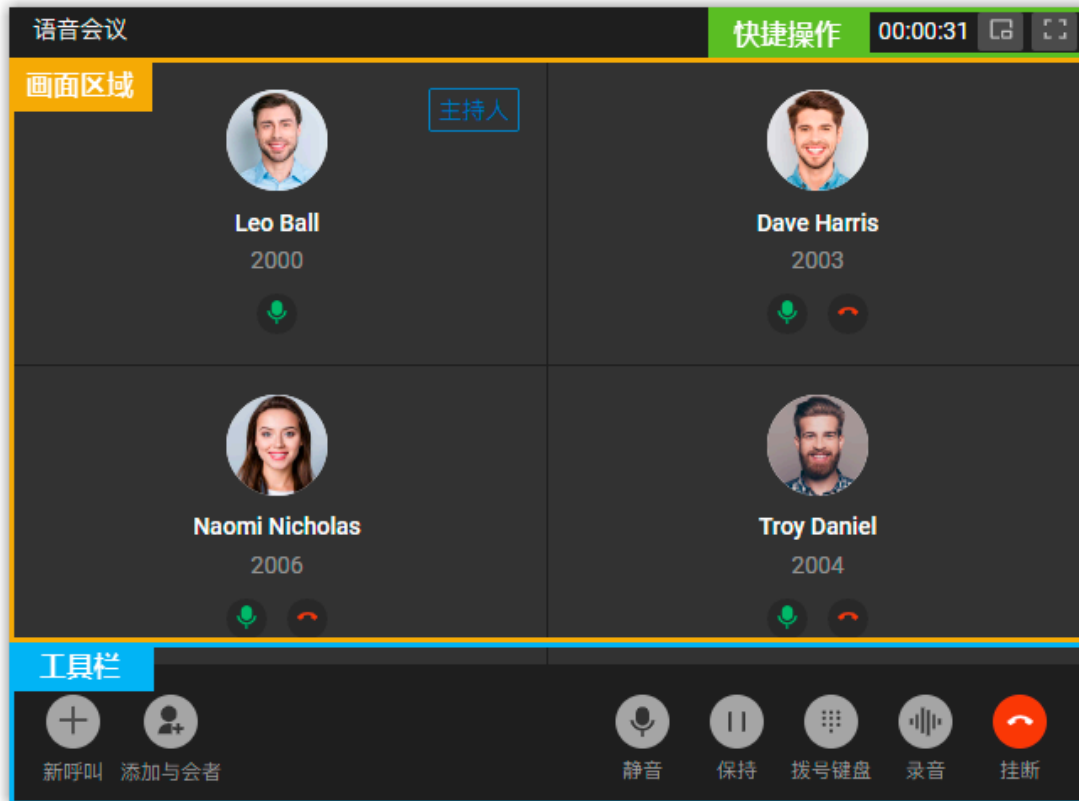 语音会议
快捷操作
00:00:31
画面区域
主持人
Leo Ball
2000
Dave Harris
2003
Naomi Nicholas
2006
Troy Daniel
2004
工具栏
新呼叫
添加与会者
静音
保持
拨号键盘
录音
挂断